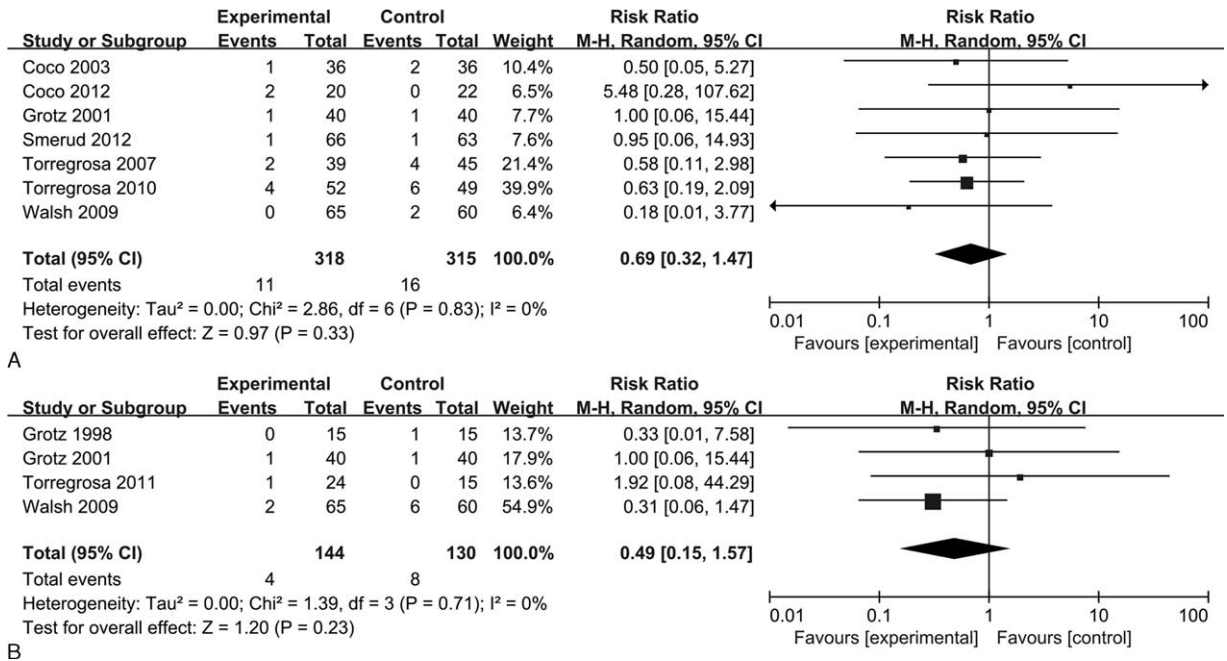 Experimental Control Risk Ratio Risk Ratio
Study or Subgroup Events Total Events Total Weight M-H, Random, 95% CI M-H, Random, 95% CI
Coco 2003 1 36 2 36 10.4% 0.50 [0.05, 5.27]
Coco 2012 2 20 0 22 6.5% 5.48 [0.28, 107.62]
Grotz 2001 1 40 1 40 7.7% 1.00 [0.06, 15.44]
Smerud 2012 1 66 1 63 7.6% 0.95 [0.06, 14.93]
Torregrosa 2007 2 39 4 45 21.4% 0.58 [0.11, 2.98]
Torregrosa 2010 4 52 6 49 39.9% 0.63 [0.19, 2.09]
Walsh 2009 0 65 2 60 6.4% 0.18 [0.01, 3.77]
Total (95% CI) 318 315 100.0% 0.69 [0.32, 1.47]
Total events 11 16
Heterogeneity: Tau² = 0.00; Chi² = 2.86, df = 6 (P = 0.83); I² = 0%
Test for overall effect: Z = 0.97 (P = 0.33)
0.01 0.1 1 10 100
Favours [experimental] Favours [control]
A
Experimental Control Risk Ratio Risk Ratio
Study or Subgroup Events Total Events Total Weight M-H, Random, 95% CI M-H, Random, 95% CI
Grotz 1998 0 15 1 15 13.7% 0.33 [0.01, 7.58]
Grotz 2001 1 40 1 40 17.9% 1.00 [0.06, 15.44]
Torregrosa 2011 1 24 0 15 13.6% 1.92 [0.08, 44.29]
Walsh 2009 2 65 6 60 54.9% 0.31 [0.06, 1.47]
Total (95% CI) 144 130 100.0% 0.49 [0.15, 1.57]
Total events 4 8
Heterogeneity: Tau² = 0.00; Chi² = 1.39, df = 3 (P = 0.71); I² = 0%
Test for overall effect: Z = 1.20 (P = 0.23)
0.01 0.1 1 10 100
Favours [experimental] Favours [control]
B